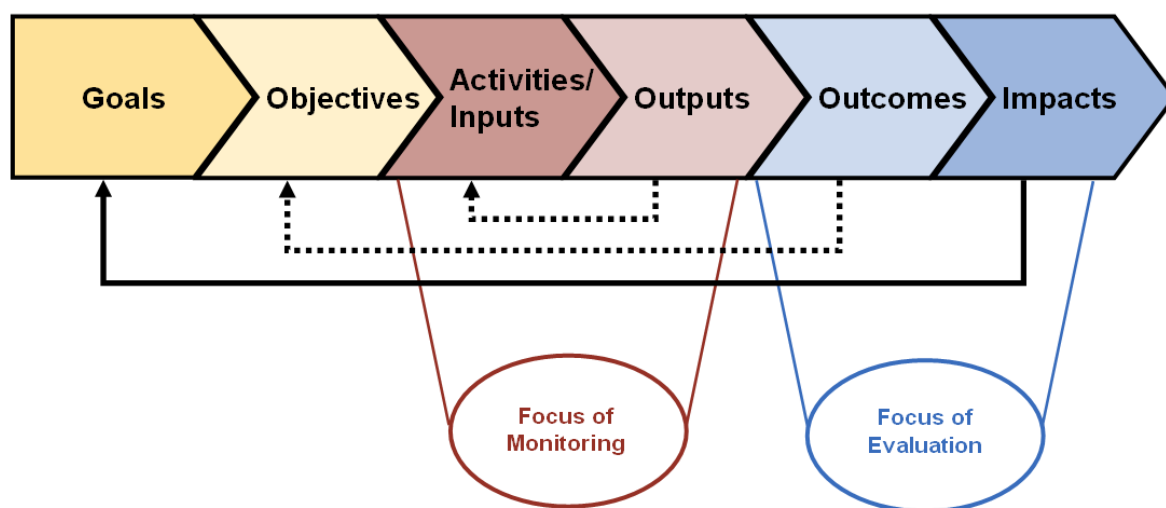 Goals
Objectives
Activities/
Inputs
Outputs
Outcomes
Impacts
Focus of
Monitoring
Focus of
Evaluation